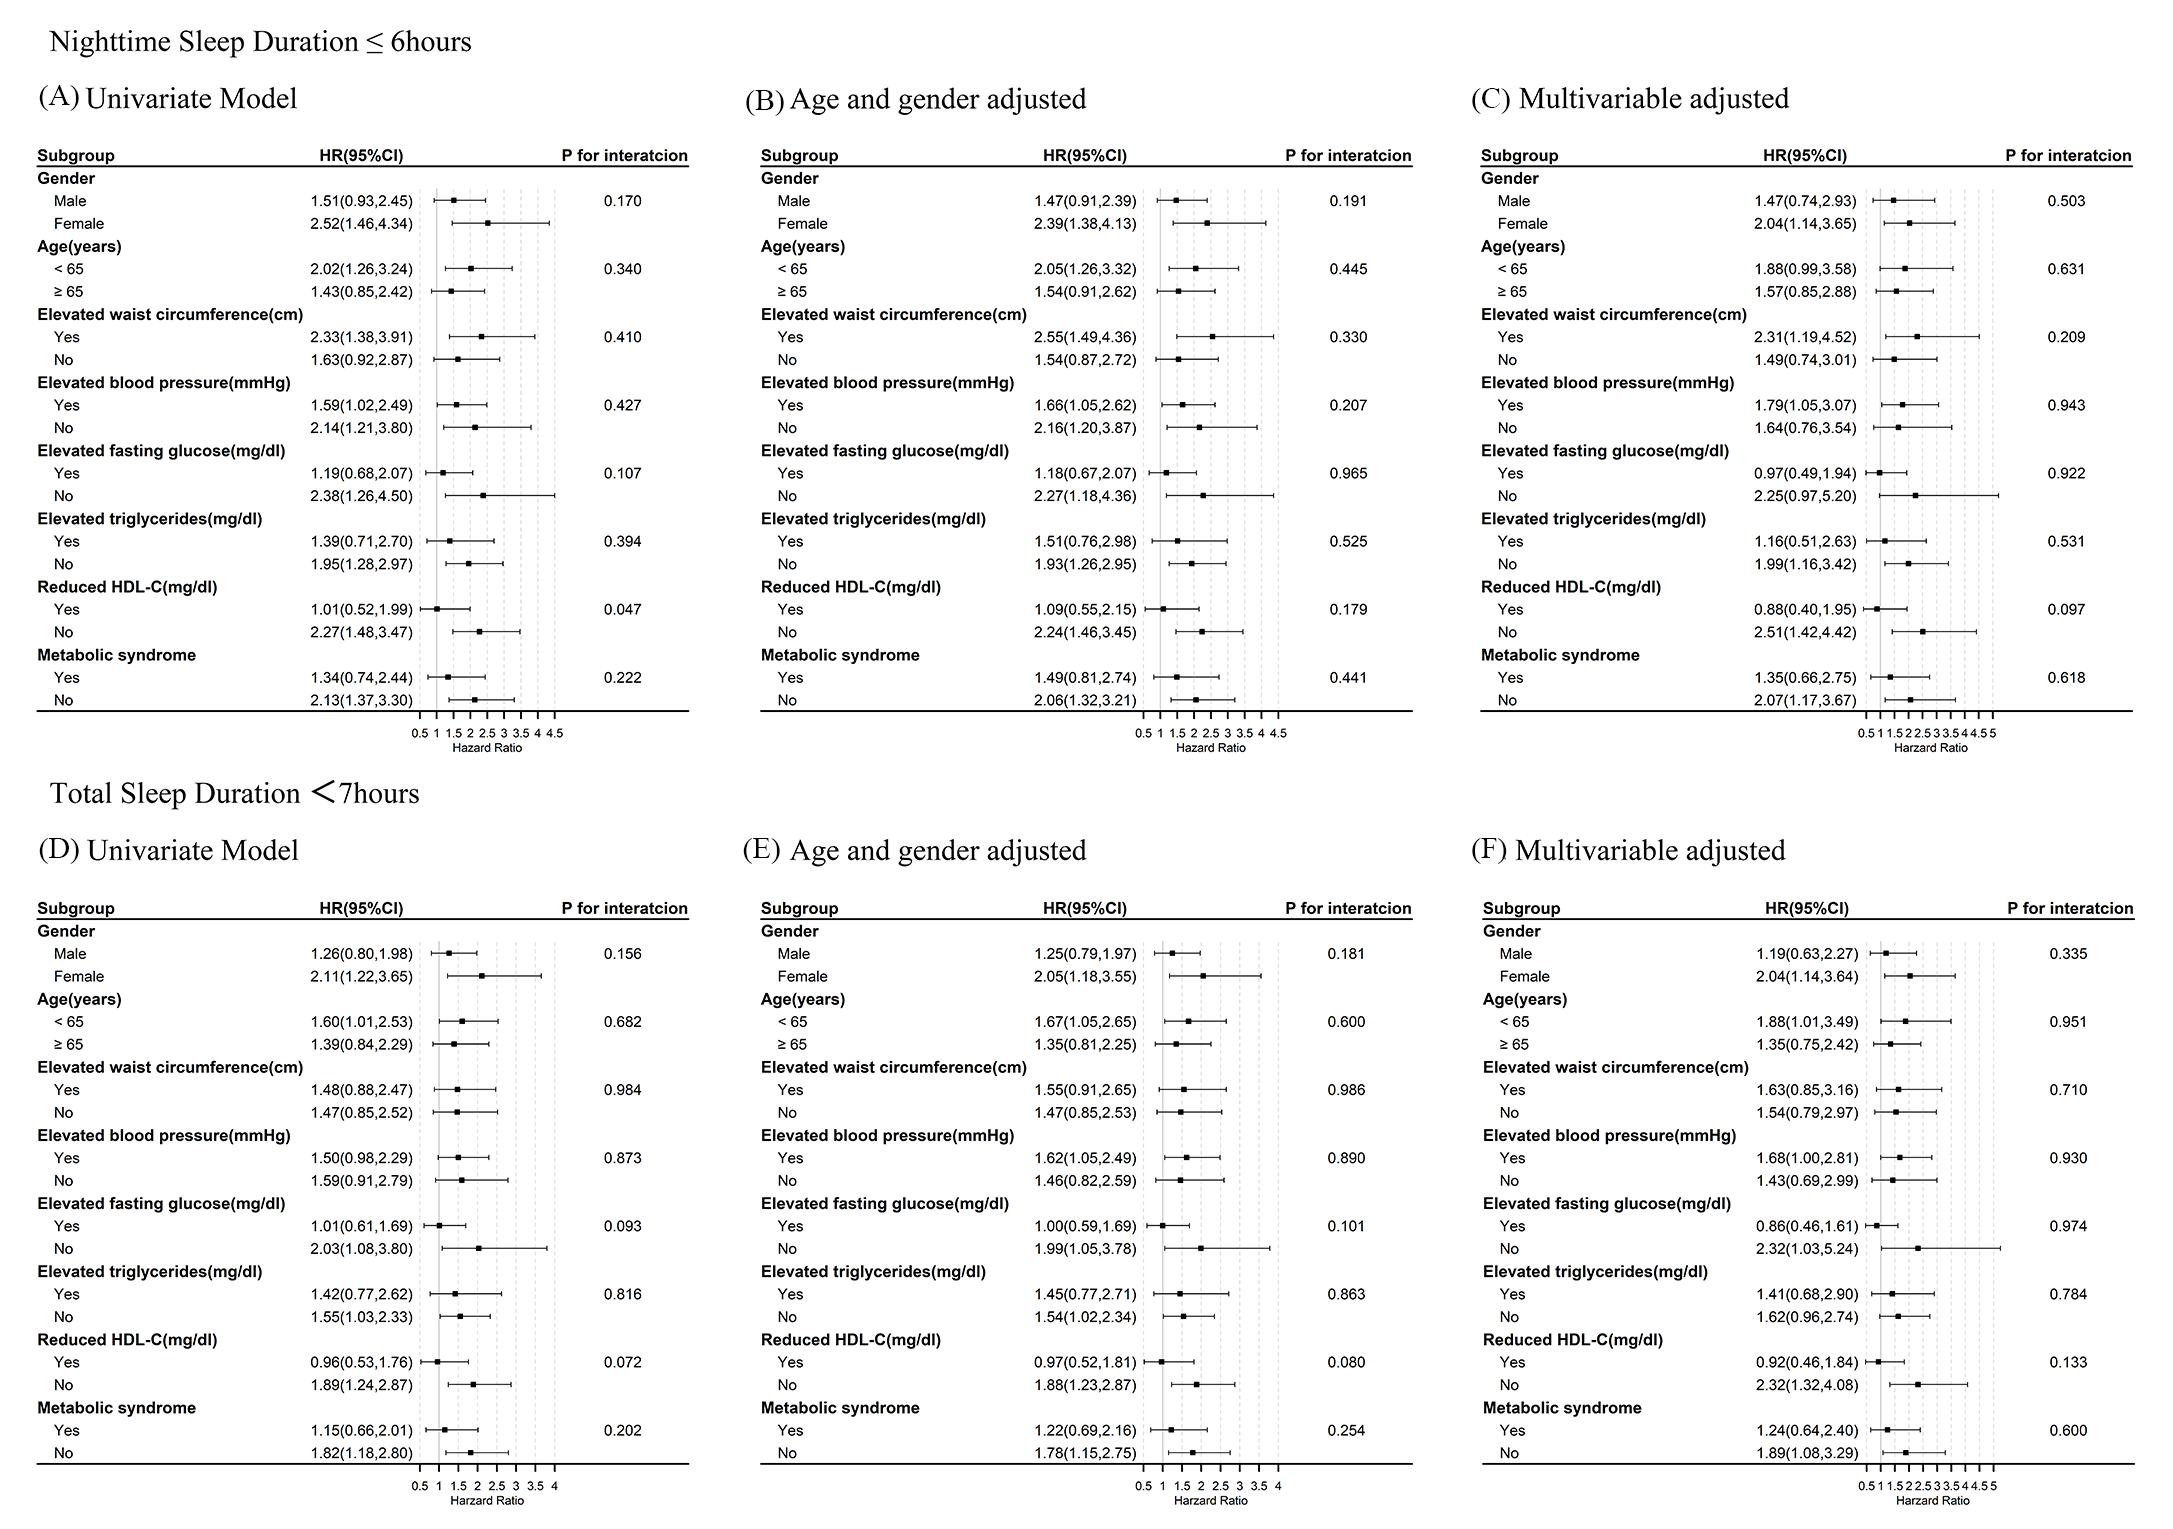 Nighttime Sleep Duration ≤ 6hours
(A) Univariate Model
Subgroup HR(95%CI) P for interatcion
Gender
Male 1.51(0.93,2.45) 0.170
Female 2.52(1.46,4.34)
Age(years)
< 65 2.02(1.26,3.24) 0.340
≥ 65 1.43(0.85,2.42)
Elevated waist circumference(cm)
Yes 2.33(1.38,3.91) 0.410
No 1.63(0.92,2.87)
Elevated blood pressure(mmHg)
Yes 1.59(1.02,2.49) 0.427
No 2.14(1.21,3.80)
Elevated fasting glucose(mg/dl)
Yes 1.19(0.68,2.07) 0.107
No 2.38(1.26,4.50)
Elevated triglycerides(mg/dl)
Yes 1.39(0.71,2.70) 0.394
No 1.95(1.28,2.97)
Reduced HDL-C(mg/dl)
Yes 1.01(0.52,1.99) 0.047
No 2.27(1.48,3.47)
Metabolic syndrome
Yes 1.34(0.74,2.44) 0.222
No 2.13(1.37,3.30)
0.5 1 1.5 2 2.5 3 3.5 4 4.5
Hazard Ratio
(B) Age and gender adjusted
Subgroup HR(95%CI) P for interatcion
Gender
Male 1.47(0.91,2.39) 0.191
Female 2.39(1.38,4.13)
Age(years)
< 65 2.05(1.26,3.32) 0.445
≥ 65 1.54(0.91,2.62)
Elevated waist circumference(cm)
Yes 2.55(1.49,4.36) 0.330
No 1.54(0.87,2.72)
Elevated blood pressure(mmHg)
Yes 1.66(1.05,2.62) 0.207
No 2.16(1.20,3.87)
Elevated fasting glucose(mg/dl)
Yes 1.18(0.67,2.07) 0.965
No 2.27(1.18,4.36)
Elevated triglycerides(mg/dl)
Yes 1.51(0.76,2.98) 0.525
No 1.93(1.26,2.95)
Reduced HDL-C(mg/dl)
Yes 1.09(0.55,2.15) 0.179
No 2.24(1.46,3.45)
Metabolic syndrome
Yes 1.49(0.81,2.74) 0.441
No 2.06(1.32,3.21)
0.5 1 1.5 2 2.5 3 3.5 4 4.5
Hazard Ratio
(C) Multivariable adjusted
Subgroup HR(95%CI) P for interatcion
Gender
Male 1.47(0.74,2.93) 0.503
Female 2.04(1.14,3.65)
Age(years)
< 65 1.88(0.99,3.58) 0.631
≥ 65 1.57(0.85,2.88)
Elevated waist circumference(cm)
Yes 2.31(1.19,4.52) 0.209
No 1.49(0.74,3.01)
Elevated blood pressure(mmHg)
Yes 1.79(1.05,3.07) 0.943
No 1.64(0.76,3.54)
Elevated fasting glucose(mg/dl)
Yes 0.97(0.49,1.94) 0.922
No 2.25(0.97,5.20)
Elevated triglycerides(mg/dl)
Yes 1.16(0.51,2.63) 0.531
No 1.99(1.16,3.42)
Reduced HDL-C(mg/dl)
Yes 0.88(0.40,1.95) 0.097
No 2.51(1.42,4.42)
Metabolic syndrome
Yes 1.35(0.66,2.75) 0.618
No 2.07(1.17,3.67)
0.5 1 1.5 2 2.5 3 3.5 4 4.5 5
Harzard Ratio
Total Sleep Duration <7hours
(D) Univariate Model
Subgroup HR(95%CI) P for interatcion
Gender
Male 1.26(0.80,1.98) 0.156
Female 2.11(1.22,3.65)
Age(years)
< 65 1.60(1.01,2.53) 0.682
≥ 65 1.39(0.84,2.29)
Elevated waist circumference(cm)
Yes 1.48(0.88,2.47) 0.984
No 1.47(0.85,2.52)
Elevated blood pressure(mmHg)
Yes 1.50(0.98,2.29) 0.873
No 1.59(0.91,2.79)
Elevated fasting glucose(mg/dl)
Yes 1.01(0.61,1.69) 0.093
No 2.03(1.08,3.80)
Elevated triglycerides(mg/dl)
Yes 1.42(0.77,2.62) 0.816
No 1.55(1.03,2.33)
Reduced HDL-C(mg/dl)
Yes 0.96(0.53,1.76) 0.072
No 1.89(1.24,2.87)
Metabolic syndrome
Yes 1.15(0.66,2.01) 0.202
No 1.82(1.18,2.80)
0.5 1 1.5 2 2.5 3 3.5 4
Harzard Ratio
(E) Age and gender adjusted
Subgroup HR(95%CI) P for interatcion
Gender
Male 1.25(0.79,1.97) 0.181
Female 2.05(1.18,3.55)
Age(years)
< 65 1.67(1.05,2.65) 0.600
≥ 65 1.35(0.81,2.25)
Elevated waist circumference(cm)
Yes 1.55(0.91,2.65) 0.986
No 1.47(0.85,2.53)
Elevated blood pressure(mmHg)
Yes 1.62(1.05,2.49) 0.890
No 1.46(0.82,2.59)
Elevated fasting glucose(mg/dl)
Yes 1.00(0.59,1.69) 0.101
No 1.99(1.05,3.78)
Elevated triglycerides(mg/dl)
Yes 1.45(0.77,2.71) 0.863
No 1.54(1.02,2.34)
Reduced HDL-C(mg/dl)
Yes 0.97(0.52,1.81) 0.080
No 1.88(1.23,2.87)
Metabolic syndrome
Yes 1.22(0.69,2.16) 0.254
No 1.78(1.15,2.75)
0.5 1 1.5 2 2.5 3 3.5 4
Harzard Ratio
(F) Multivariable adjusted
Subgroup HR(95%CI) P for interatcion
Gender
Male 1.19(0.63,2.27) 0.335
Female 2.04(1.14,3.64)
Age(years)
< 65 1.88(1.01,3.49) 0.951
≥ 65 1.35(0.75,2.42)
Elevated waist circumference(cm)
Yes 1.63(0.85,3.16) 0.710
No 1.54(0.79,2.97)
Elevated blood pressure(mmHg)
Yes 1.68(1.00,2.81) 0.930
No 1.43(0.69,2.99)
Elevated fasting glucose(mg/dl)
Yes 0.86(0.46,1.61) 0.974
No 2.32(1.03,5.24)
Elevated triglycerides(mg/dl)
Yes 1.41(0.68,2.90) 0.784
No 1.62(0.96,2.74)
Reduced HDL-C(mg/dl)
Yes 0.92(0.46,1.84) 0.133
No 2.32(1.32,4.08)
Metabolic syndrome
Yes 1.24(0.64,2.40) 0.600
No 1.89(1.08,3.29)
0.5 1 1.5 2 2.5 3 3.5 4 4.5 5
Harzard Ratio